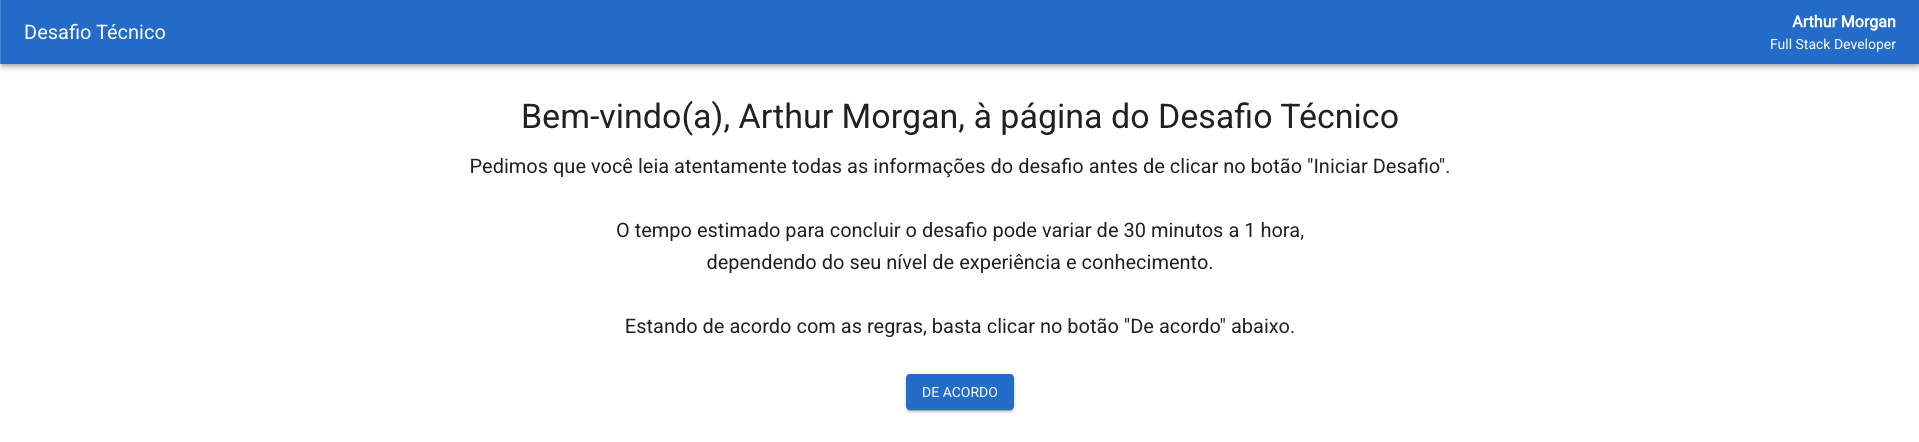 Desafio Técnico
Arthur Morgan
Full Stack Developer
Bem-vindo(a), Arthur Morgan, à página do Desafio Técnico
Pedimos que você leia atentamente todas as informações do desafio antes de clicar no botão "Iniciar Desafio".
O tempo estimado para concluir o desafio pode variar de 30 minutos a 1 hora,
dependendo do seu nível de experiência e conhecimento.
Estando de acordo com as regras, basta clicar no botão "De acordo" abaixo.
DE ACORDO